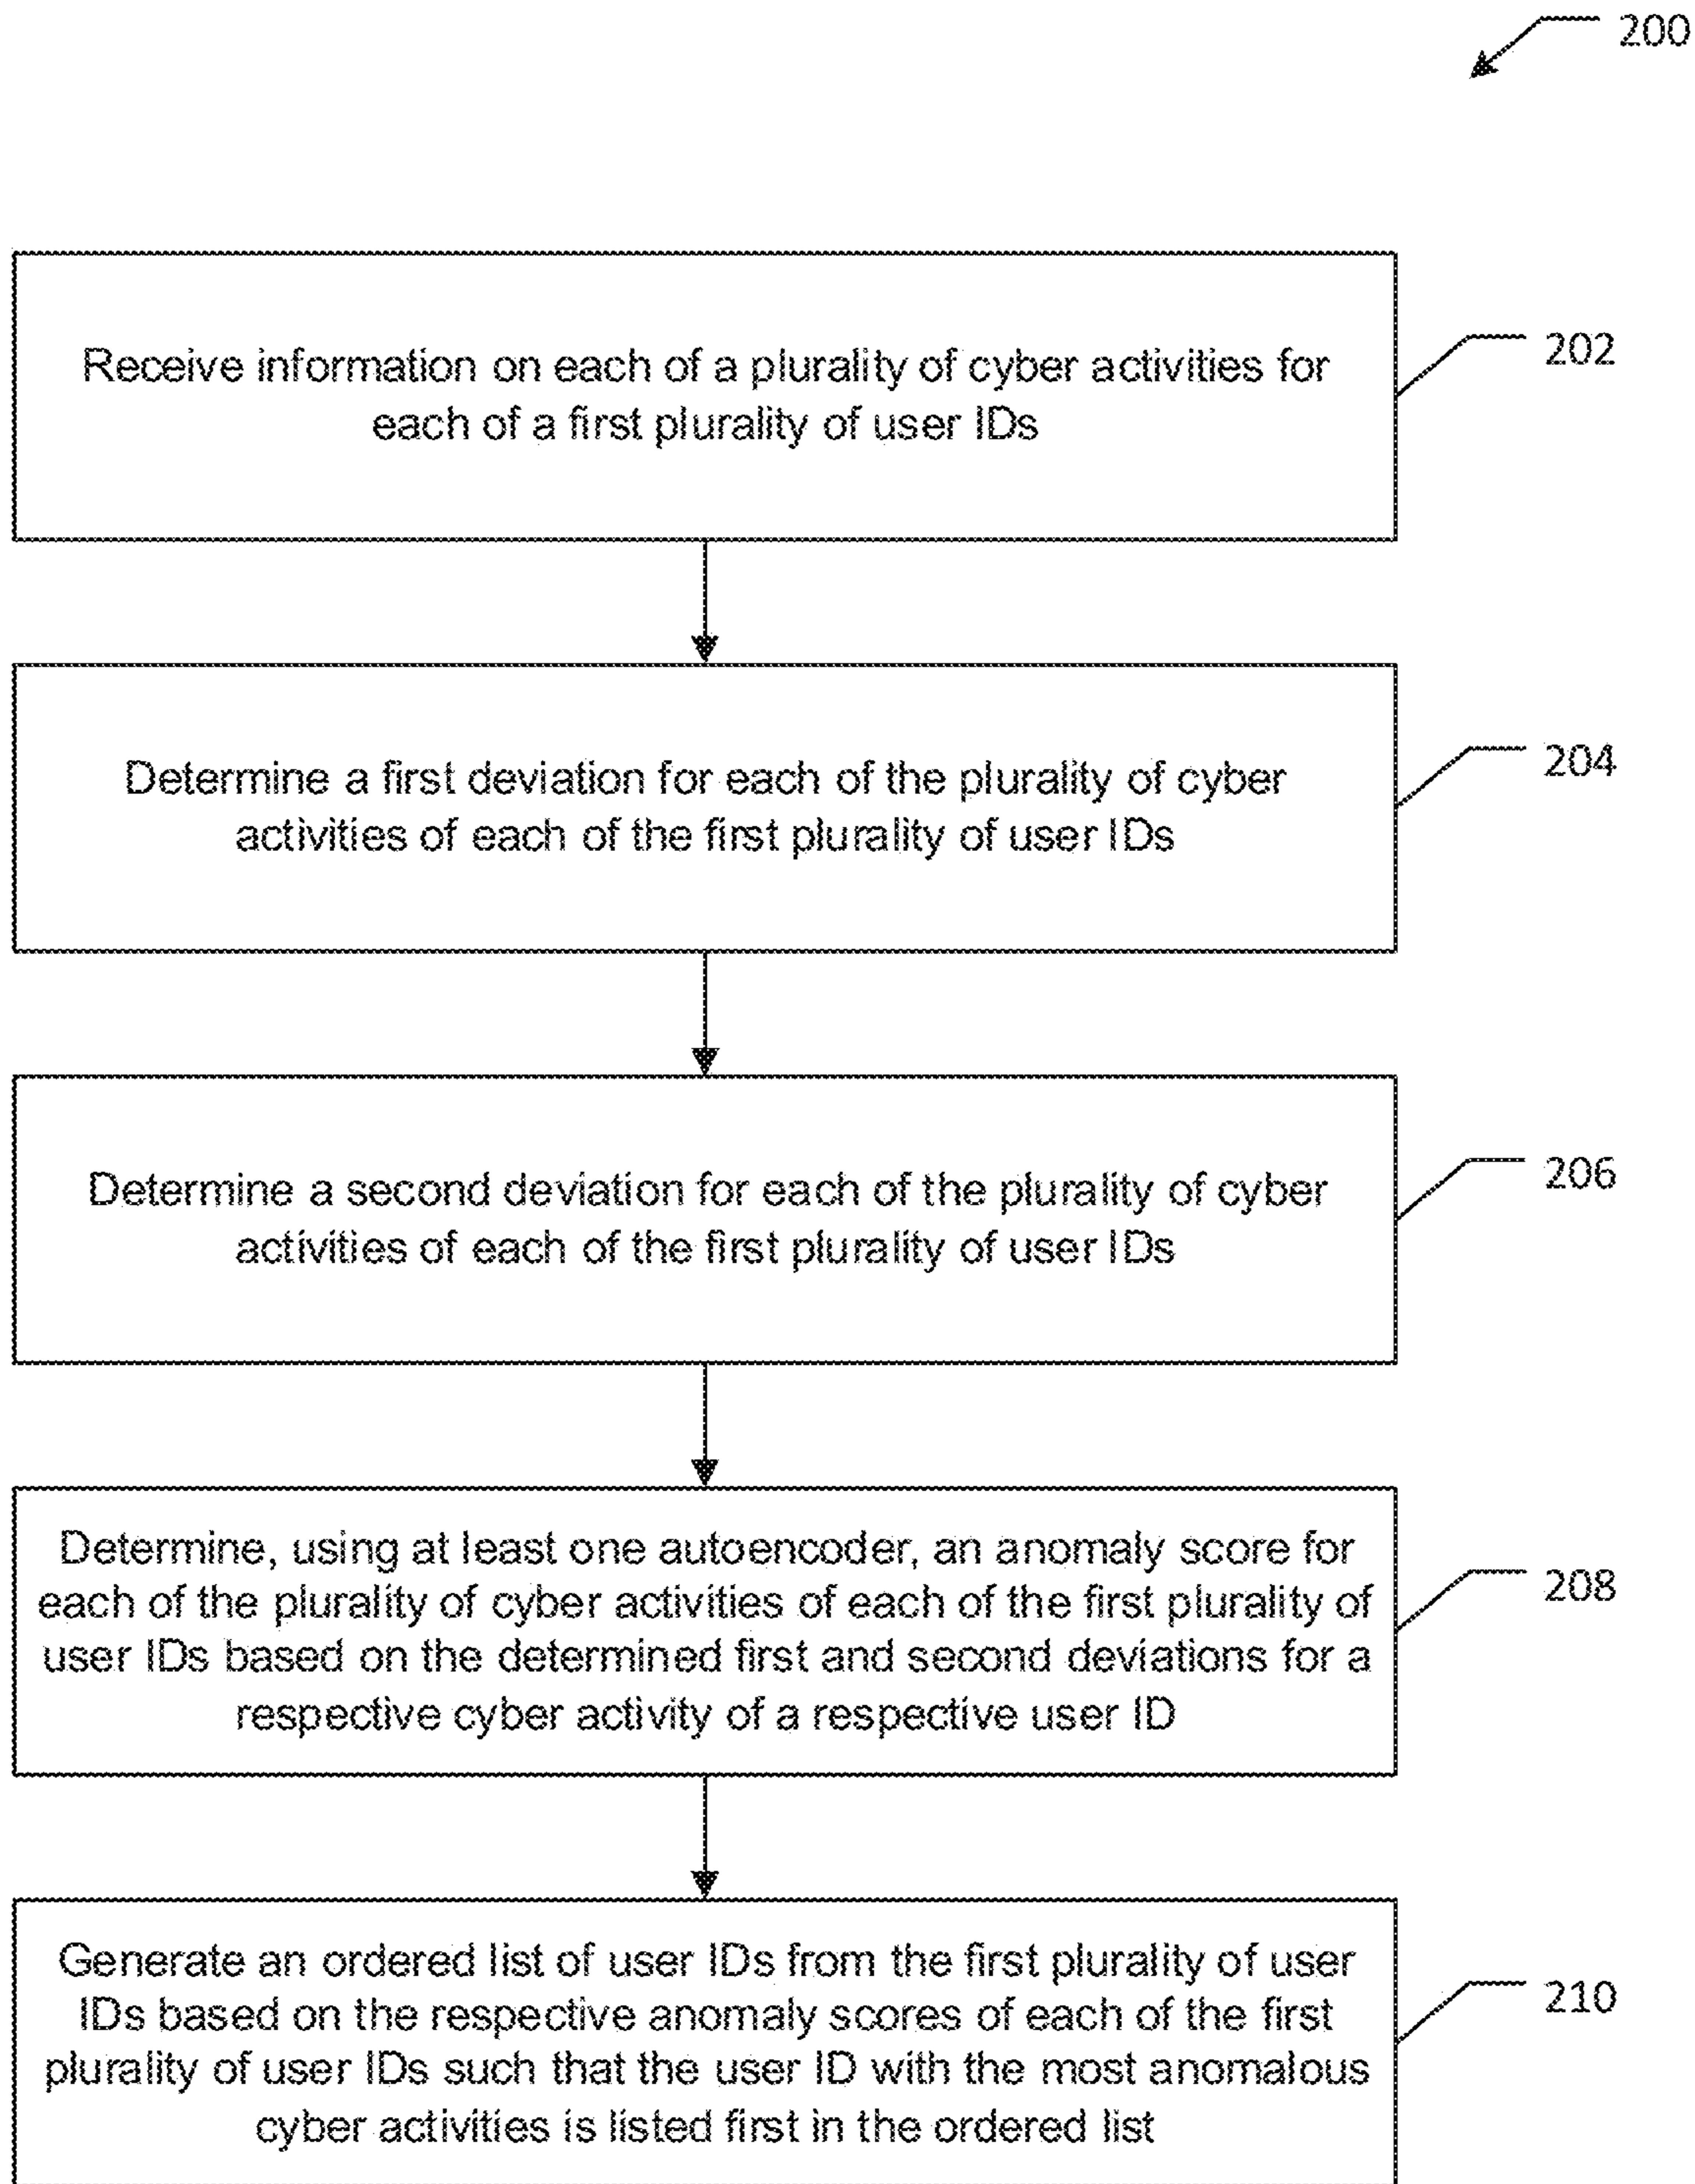 200
Receive information on each of a plurality of cyber activities for
each of a first plurality of user IDs
202
Determine a first deviation for each of the plurality of cyber
activities of each of the first plurality of user IDs
204
Determine a second deviation for each of the plurality of cyber
activities of each of the first plurality of user IDs
206
Determine, using at least one autoencoder, an anomaly score for
each of the plurality of cyber activities of each of the first plurality of
user IDs based on the determined first and second deviations for a
respective cyber activity of a respective user ID
208
Generate an ordered list of user IDs from the first plurality of user
IDs based on the respective anomaly scores of each of the first
plurality of user IDs such that the user ID with the most anomalous
cyber activities is listed first in the ordered list
210